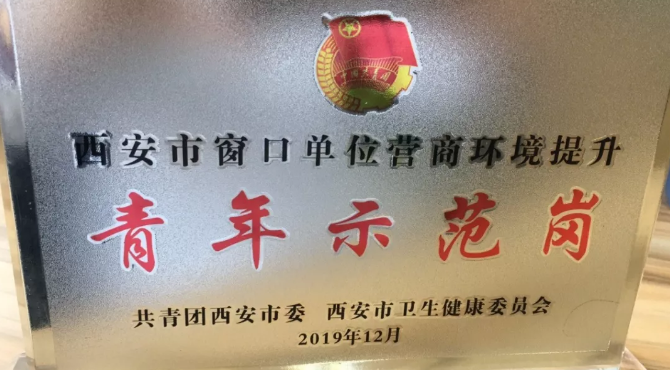 西安市窗口单位营商环境提升
青年示范岗
共青团西安市委 西安市卫生健康委员会
2019年12月